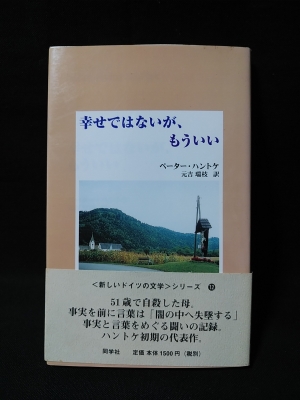 幸せではないが、
もういい
ペーター・ハントケ
元吉瑞枝 訳
〈新しいドイツの文学〉シリーズ 12
51歳で自殺した母。
事実を前に言葉は「闇の中へ失墜する」
事実と言葉をめぐる闘いの記録。
ハントケ初期の代表作。
同学社
定価 本体1500円(税別)